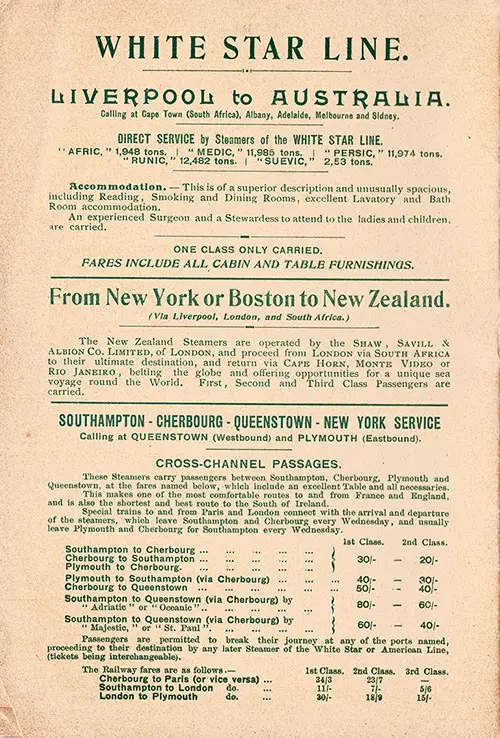 WHITE STAR LINE.
LIVERPOOL to AUSTRALIA.
Calling at Cape Town (South Africa), Albany, Adelaide, Melbourne and Sidney.
DIRECT SERVICE by Steamers of the WHITE STAR LINE.
"AFRIC," 1,948 tons. | "MEDIC," 11,985 tons. | "PERSIC," 11,974 tons.
"RUNIC," 12,482 tons. | "SUEVIC," 2,53 tons.
Accommodation. — This is of a superior description and unusually spacious,
including Reading, Smoking and Dining Rooms, excellent Lavatory and Bath
Room accommodation.
An experienced Surgeon and a Stewardess to attend to the ladies and children,
are carried.
ONE CLASS ONLY CARRIED.
FARES INCLUDE ALL CABIN AND TABLE FURNISHINGS.
From New York or Boston to New Zealand.
(Via Liverpool, London, and South Africa.)
The New Zealand Steamers are operated by the SHAW, SAVILL &
ALBION CO. LIMITED, of LONDON, and proceed from LONDON via SOUTH AFRICA
to their ultimate destination, and return via CAPE HORN, MONTE VIDEO or
RIO JANEIRO, belting the globe and offering opportunities for a unique sea
voyage round the World. First, Second and Third Class Passengers are
carried.
SOUTHAMPTON - CHERBOURG - QUEENSTOWN - NEW YORK SERVICE
Calling at QUEENSTOWN (Westbound) and PLYMOUTH (Eastbound).
CROSS-CHANNEL PASSAGES.
These Steamers carry passengers between Southampton, Cherbourg, Plymouth and
Queenstown, at the fares named below, which include an excellent Table and all necessaries.
This makes one of the most comfortable routes to and from France and England,
and is also the shortest and best route to the South of Ireland.
Special trains to and from Paris and London connect with the arrival and departure
of the steamers, which leave Southampton and Cherbourg every Wednesday, and usually
leave Plymouth and Cherbourg for Southampton every Wednesday.
1st Class. 2nd Class.
Southampton to Cherbourg ... ... ... ... ...
Cherbourg to Southampton ... ... ... ... ... } 30/- — 20/-
Plymouth to Cherbourg. ... ... ... ... ...
Plymouth to Southampton (via Cherbourg) ... ... ... 40/- — 30/-
Cherbourg to Queenstown ... ... ... ... ... 50/- - 40/-
Southampton to Queenstown (via Cherbourg) by
"Adriatic" or "Oceanic" .. ... ... ... ... } 80/- — 60/-
Southampton to Queenstown (via Cherbourg) by
"Majestic," or "St. Paul" .. ... ... ... ... } 60/- — 40/-
Passengers are permitted to break their journey at any of the ports named,
proceeding to their destination by any later Steamer of the White Star or American Line,
(tickets being interchangeable).
The Railway fares are as follows.— 1st Class. 2nd Class. 3rd Class.
Cherbourg to Paris (or vice versa) ... 34/3 23/7 —
Southampton to London do. ... 11/- 7/- 5/6
London to Plymouth do. ... 30/- 18/9 15/-